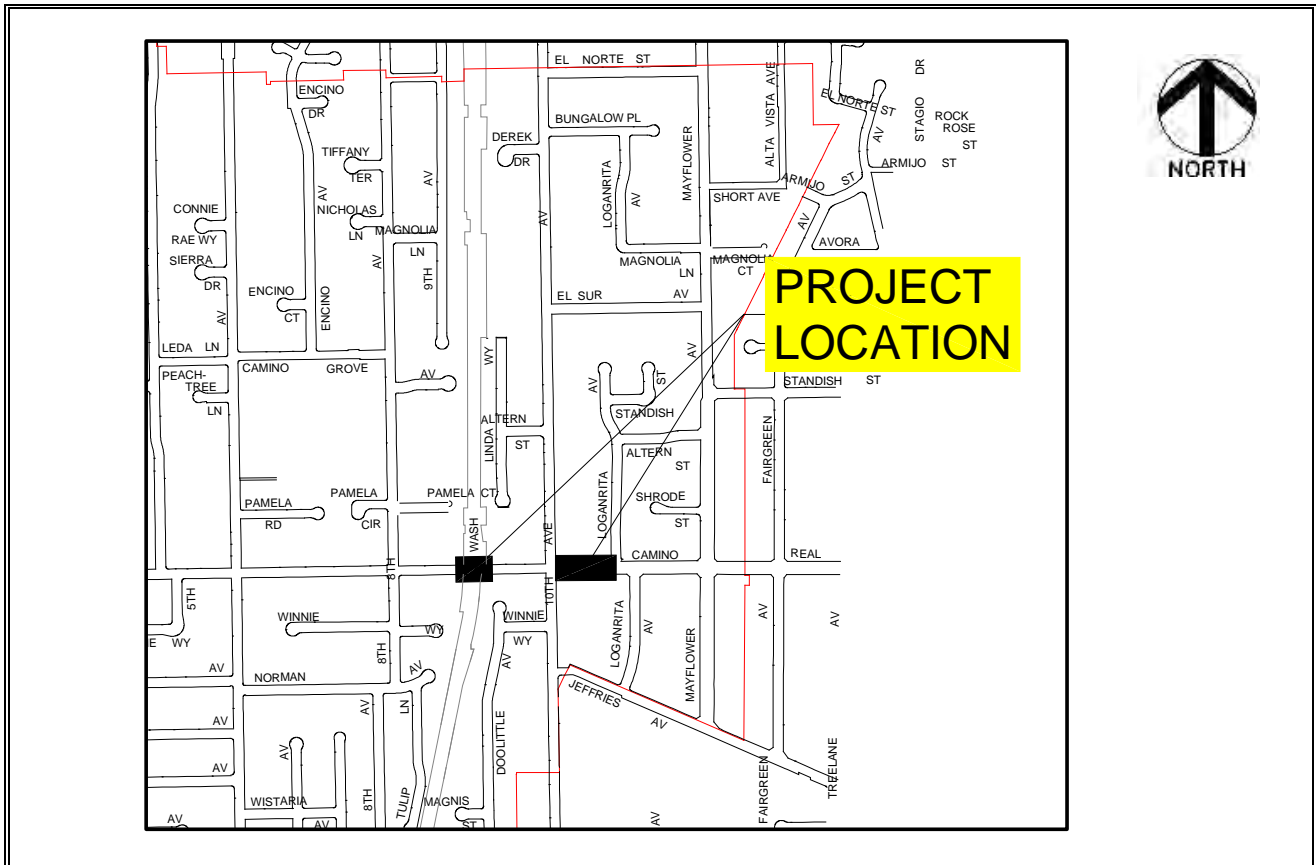 EL NORTE ST
ENCINO
DR
ALTA VISTA AVE
EL NORTE ST
STAGIO DR
ROCK
ROSE
ST
NORTH
BUNGALOW PL
DEREK
DR
MAYFLOWER
AV
TIFFANY
TER
AV
AV
ARMIJO ST
ARMIJO ST
LOGANRITA
AV
SHORT AVE
CONNIE
RAE WY
NICHOLAS
LN
AV
MAGNOLIA
LN
AV
AV
AVORA
SIERRA
DR
9TH
MAGNOLIA
LN
MAGNOLIA
CT
PROJECT
LOCATION
ENCINO
CT
ENCINO
EL SUR AV
AV
LEDA LN
CAMINO GROVE
AV
WY
AV
ST
AV
PEACH-
TREE
LN
STANDISH ST
LINDA
ALTERN
ST
STANDISH
ALTERN
ST
FAIRGREEN
PAMELA
RD
PAMELA
CIR
PAMELA CT
LOGANRITA
SHRODE
ST
WASH
AVE
CAMINO REAL
8TH
10TH
5TH
WINNIE
WY
WINNIE
WY
E WY
LOGANRITA
AV
MAYFLOWER
AV
AV
AV
NORMAN
8TH
AV
AV
JEFFRIES
AV
AV
AV
LN
DOOLITTLE
AV
AV
WISTARIA
AV
8TH
TULIP
MAGNIS
ST
FAIRGREEN
TREELANE
AV
AV